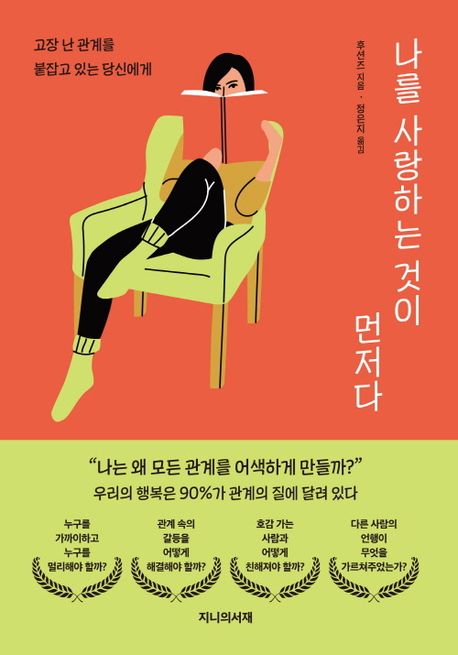 고장 난 관계를
붙잡고 있는 당신에게
나를 사랑하는 것이
먼저다
후션즈 지음 · 정은지 옮김
“나는 왜 모든 관계를 어색하게 만들까?”
우리의 행복은 90%가 관계의 질에 달려 있다
누구를
가까이하고
누구를
멀리해야 할까?
관계 속의
갈등을
어떻게
해결해야 할까?
호감 가는
사람과
어떻게
친해져야 할까?
다른 사람의
언행이
무엇을
가르쳐주었는가?
지니의서재